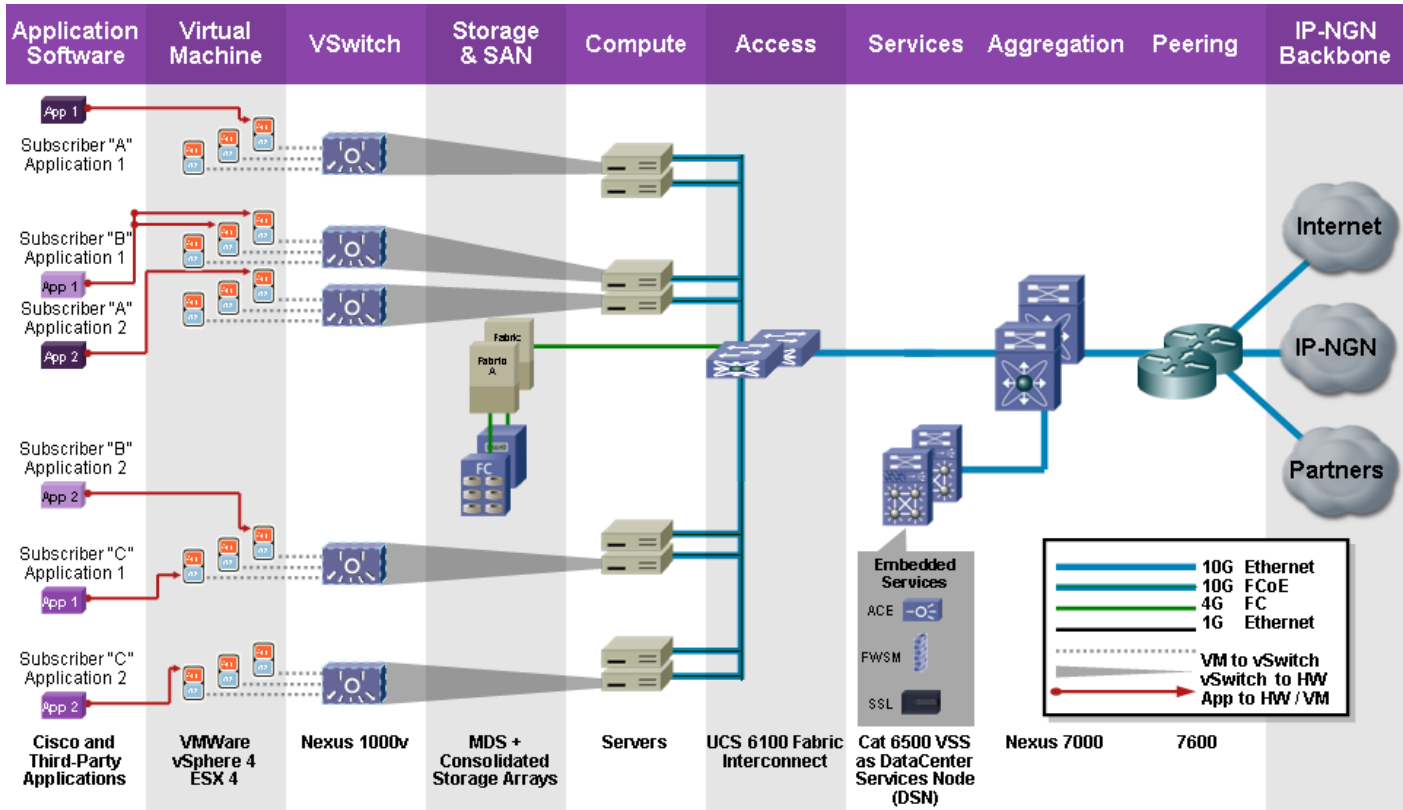 Application
Software
Virtual
Machine
VSwitch
Storage
& SAN
Compute
Access
Services
Aggregation
Peering
IP-NGN
Backbone
App 1
Subscriber "A"
Application 1
Subscriber "B"
Application 1
App 1
Subscriber "A"
Application 2
App 2
Subscriber "B"
Application 2
App 2
Subscriber "C"
Application 1
App 1
Subscriber "C"
Application 2
App 2
Fabric
Fabric
A
FC
Internet
IP-NGN
Partners
Embedded
Services
ACE
FWSM
SSL
10G Ethernet
10G FCoE
4G FC
1G Ethernet
VM to vSwitch
vSwitch to HW
App to HW / VM
Cisco and
Third-Party
Applications
VMWare
vSphere 4
ESX 4
Nexus 1000v
MDS +
Consolidated
Storage Arrays
Servers
UCS 6100 Fabric
Interconnect
Cat 6500 VSS
as DataCenter
Services Node
(DSN)
Nexus 7000
7600